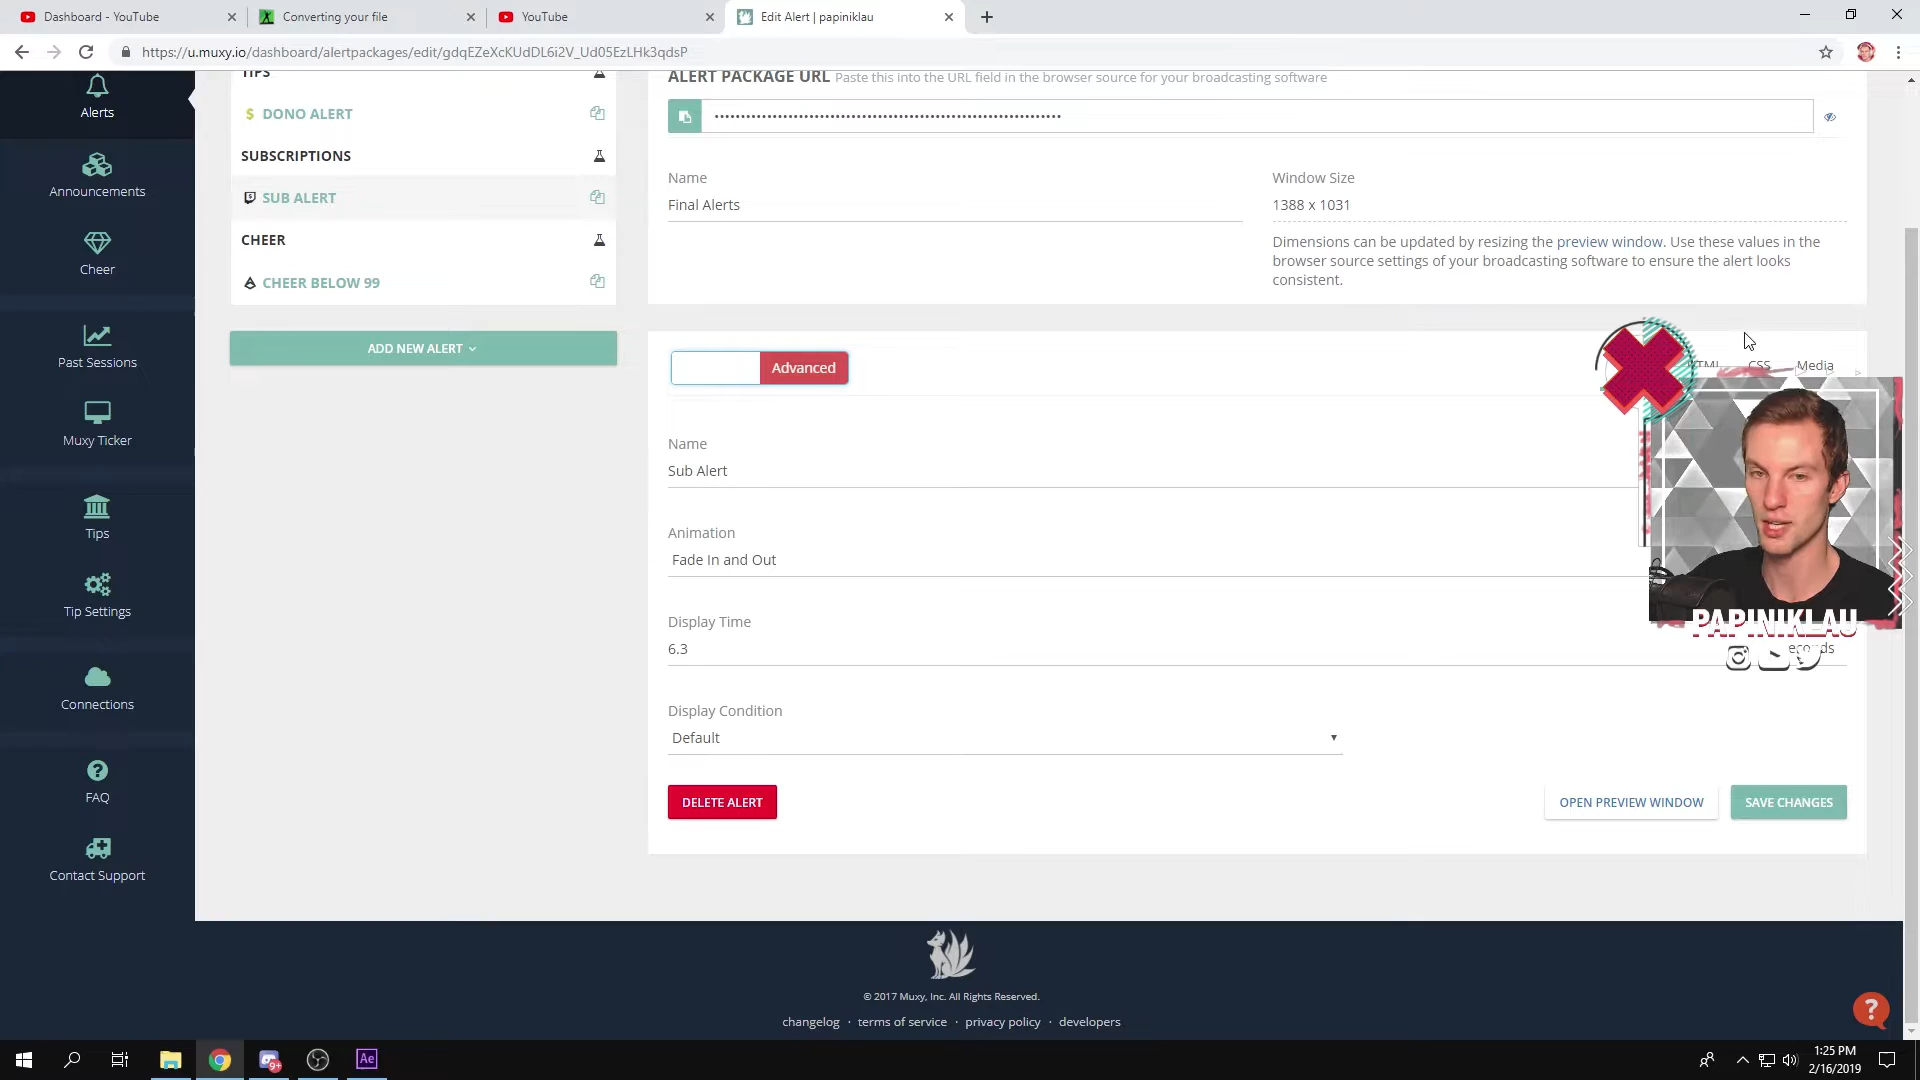 Dashboard - YouTube
Converting your file
YouTube
Edit Alert | papiniklau
https://u.muxy.io/dashboard/alertpackages/edit/gdqEZeXcKUdDL6i2V_Ud05EzLHk3qdsP
Alerts
Announcements
Cheer
Past Sessions
Muxy Ticker
Tips
Tip Settings
Connections
FAQ
Contact Support
TIPS
$ DONO ALERT
SUBSCRIPTIONS
SUB ALERT
CHEER
CHEER BELOW 99
ADD NEW ALERT
ALERT PACKAGE URL Paste this into the URL field in the browser source for your broadcasting software
Name
Final Alerts
Window Size
1388 x 1031
Dimensions can be updated by resizing the preview window. Use these values in the
browser source settings of your broadcasting software to ensure the alert looks
consistent.
Advanced
CSS
Media
Name
Sub Alert
Animation
Fade In and Out
Display Time
6.3
Display Condition
Default
DELETE ALERT
OPEN PREVIEW WINDOW
SAVE CHANGES
PAPINIKLAU
© 2017 Muxy, Inc. All Rights Reserved.
changelog · terms of service · privacy policy · developers
?
9+
Ae
1:25 PM
2/16/2019